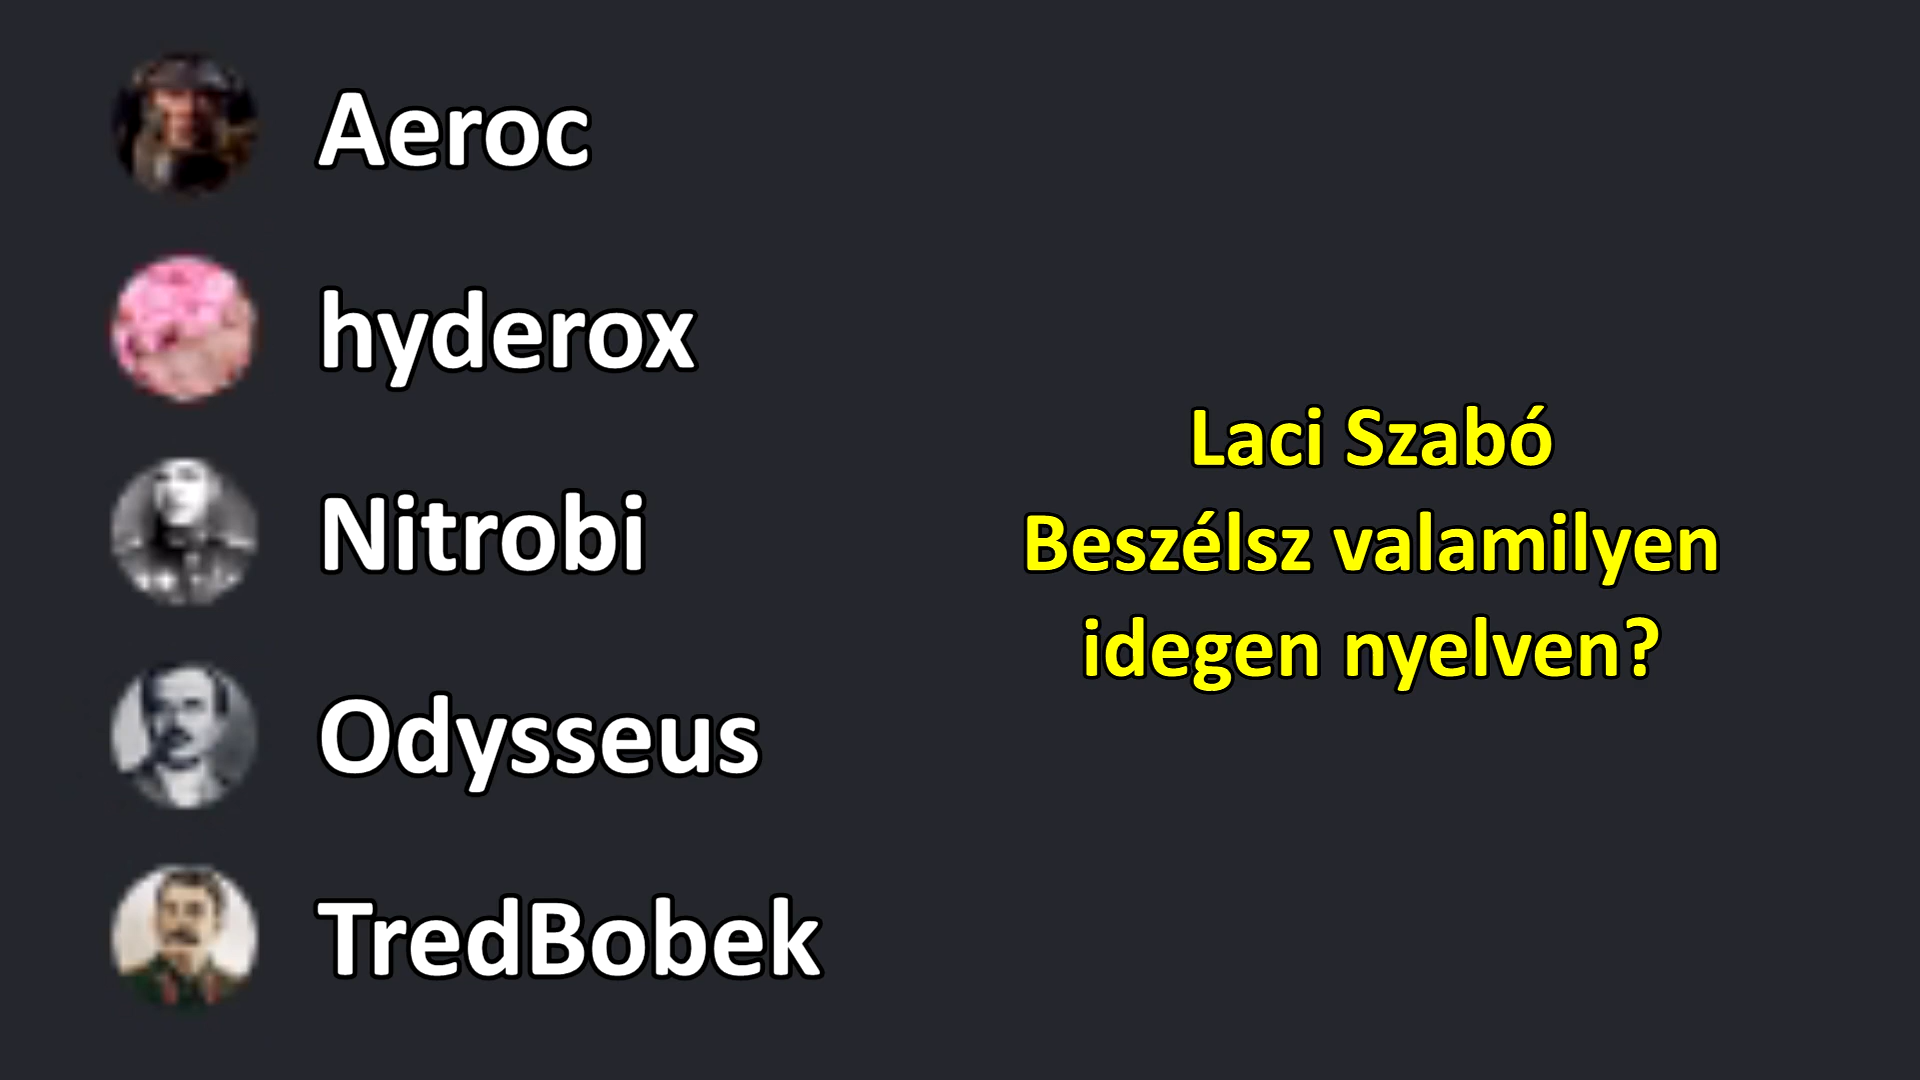 Aeroc
hyderox
Nitrobi
Odysseus
TredBobek
Laci Szabó
Beszélsz valamilyen
idegen nyelven?